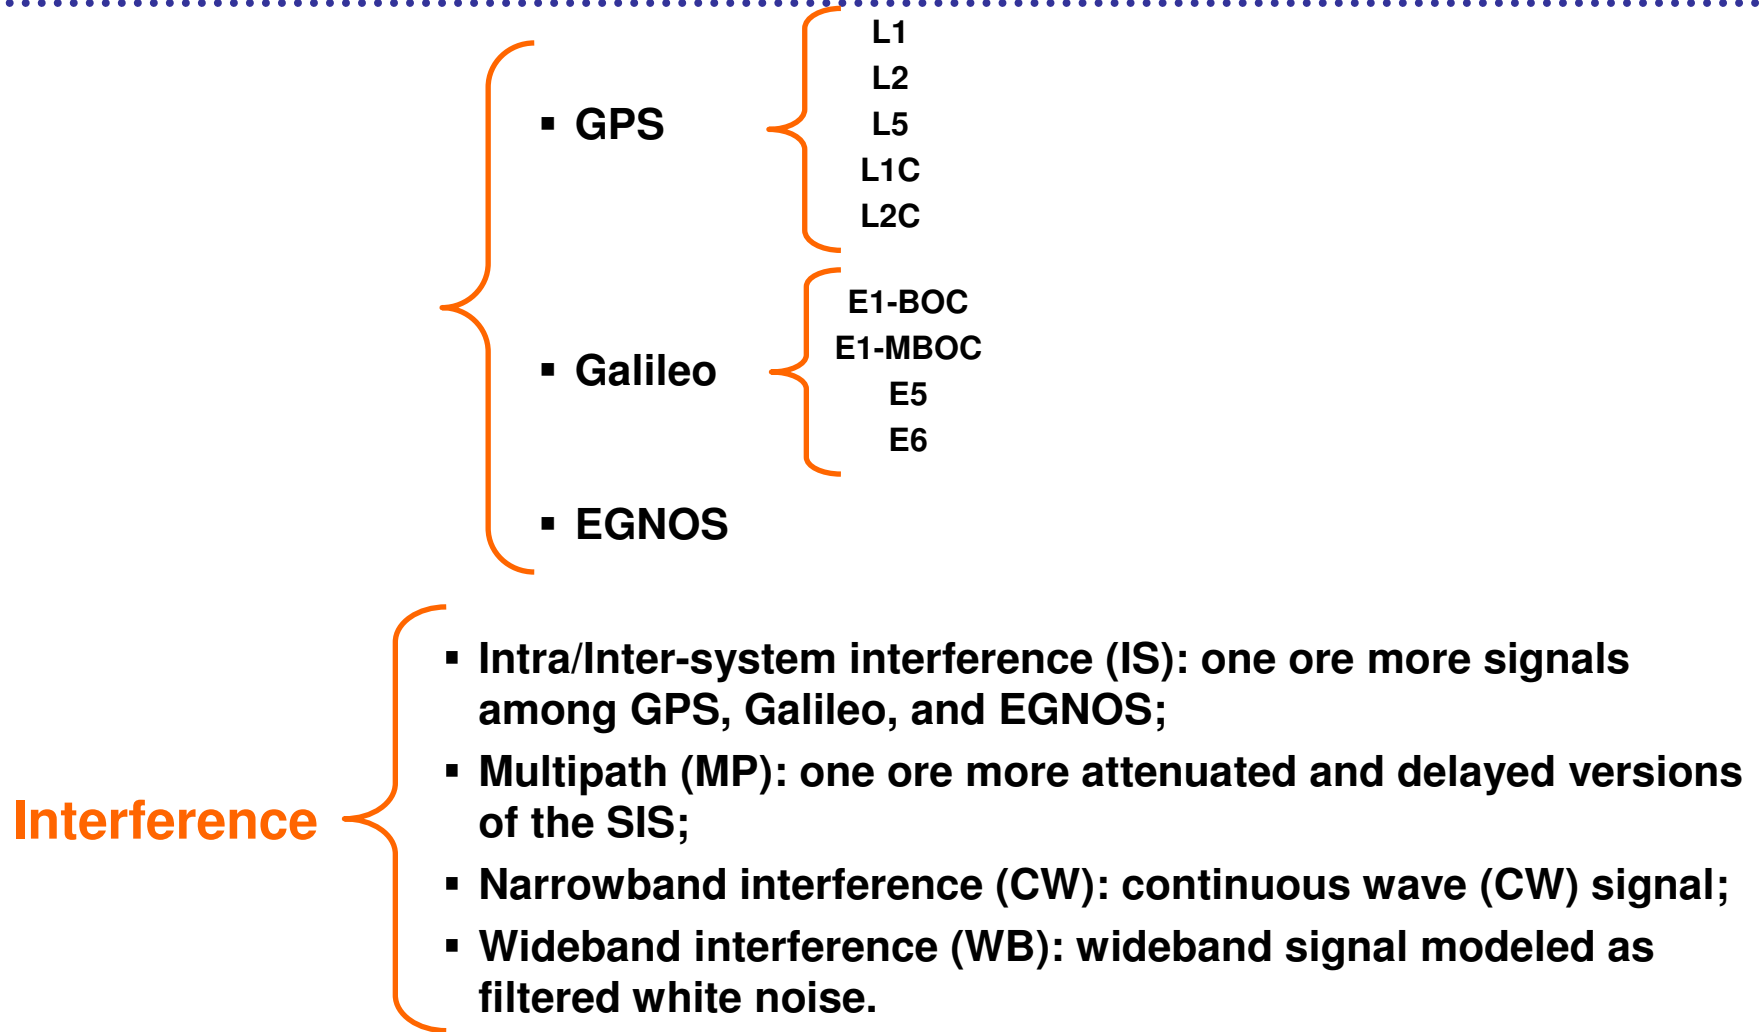 L1
L2
▪ GPS
L5
L1C
L2C
E1-BOC
E1-MBOC
▪ Galileo
E5
E6
▪ EGNOS
Interference
▪ Intra/Inter-system interference (IS): one ore more signals
among GPS, Galileo, and EGNOS;
▪ Multipath (MP): one ore more attenuated and delayed versions
of the SIS;
▪ Narrowband interference (CW): continuous wave (CW) signal;
▪ Wideband interference (WB): wideband signal modeled as
filtered white noise.